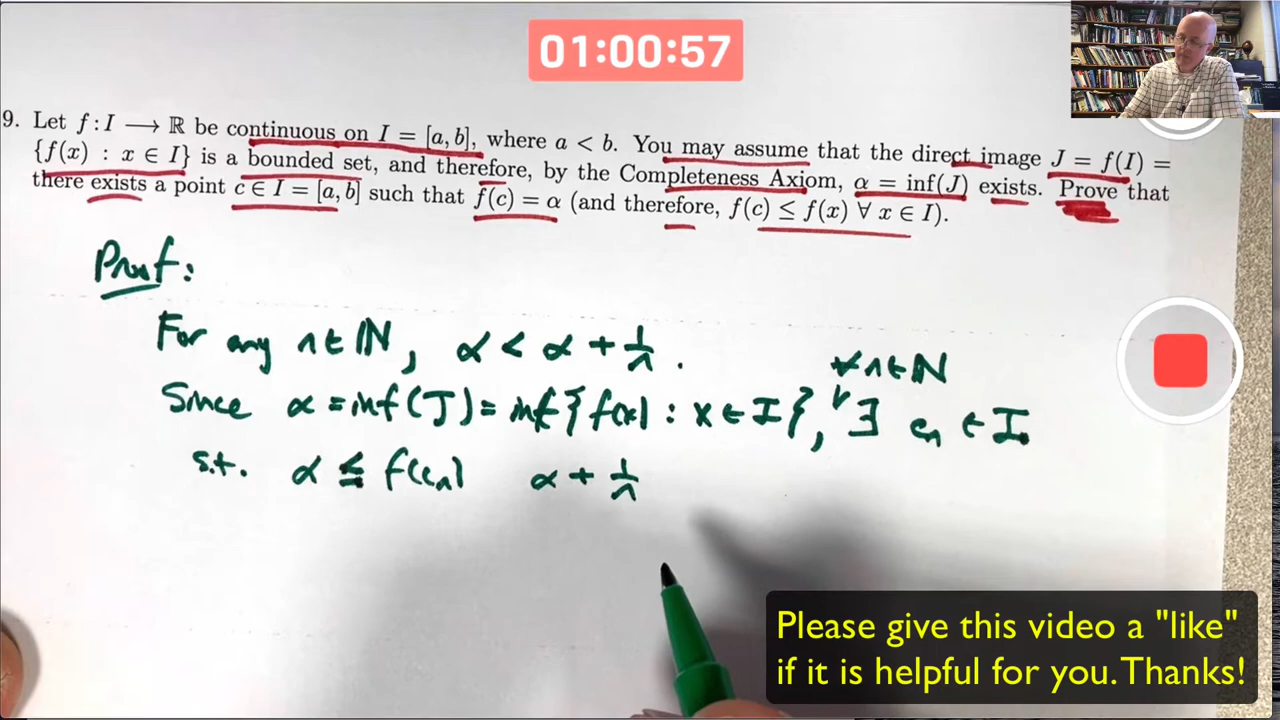 01:00:57
9. Let f : I ⟶ ℝ be continuous on I = [a, b], where a < b. You may assume that the direct image J = f(I) =
{f(x) : x ∈ I} is a bounded set, and therefore, by the Completeness Axiom, α = inf(J) exists. Prove that
there exists a point c ∈ I = [a, b] such that f(c) = α (and therefore, f(c) ≤ f(x) ∀ x ∈ I).
Proof:
For any n ∈ ℕ, α < α + 1/n.
∀ n ∈ ℕ
Since α = inf(J) = inf{f(x) : x ∈ I}, ∃ cₙ ∈ I
s.t. α ≤ f(cₙ) α + 1/n
Please give this video a "like"
if it is helpful for you. Thanks!